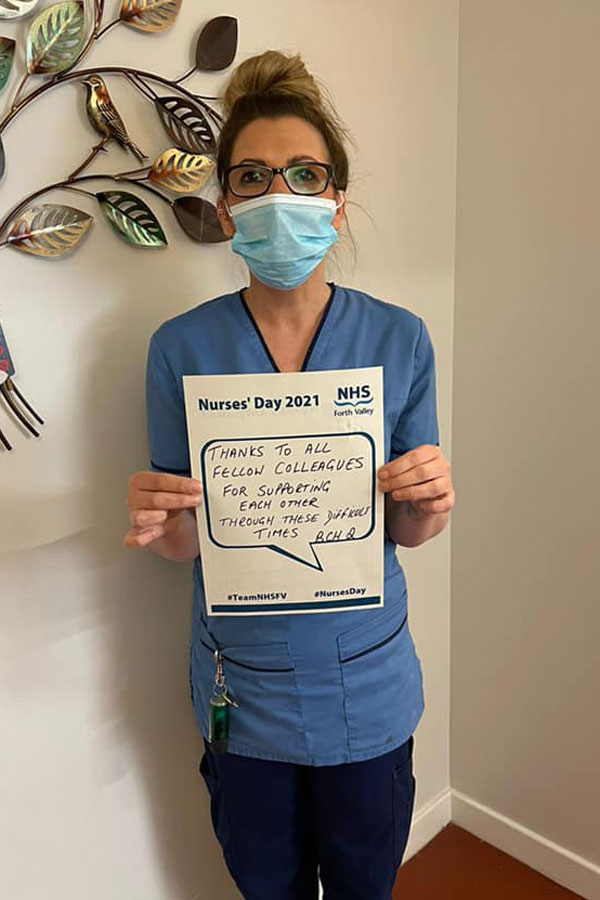 Nurses' Day 2021
NHS
Forth Valley
THANKS TO ALL
FELLOW COLLEAGUES
FOR SUPPORTING
EACH OTHER
THROUGH THESE DIFFICULT
TIMES
#TeamNHSFV #NursesDay